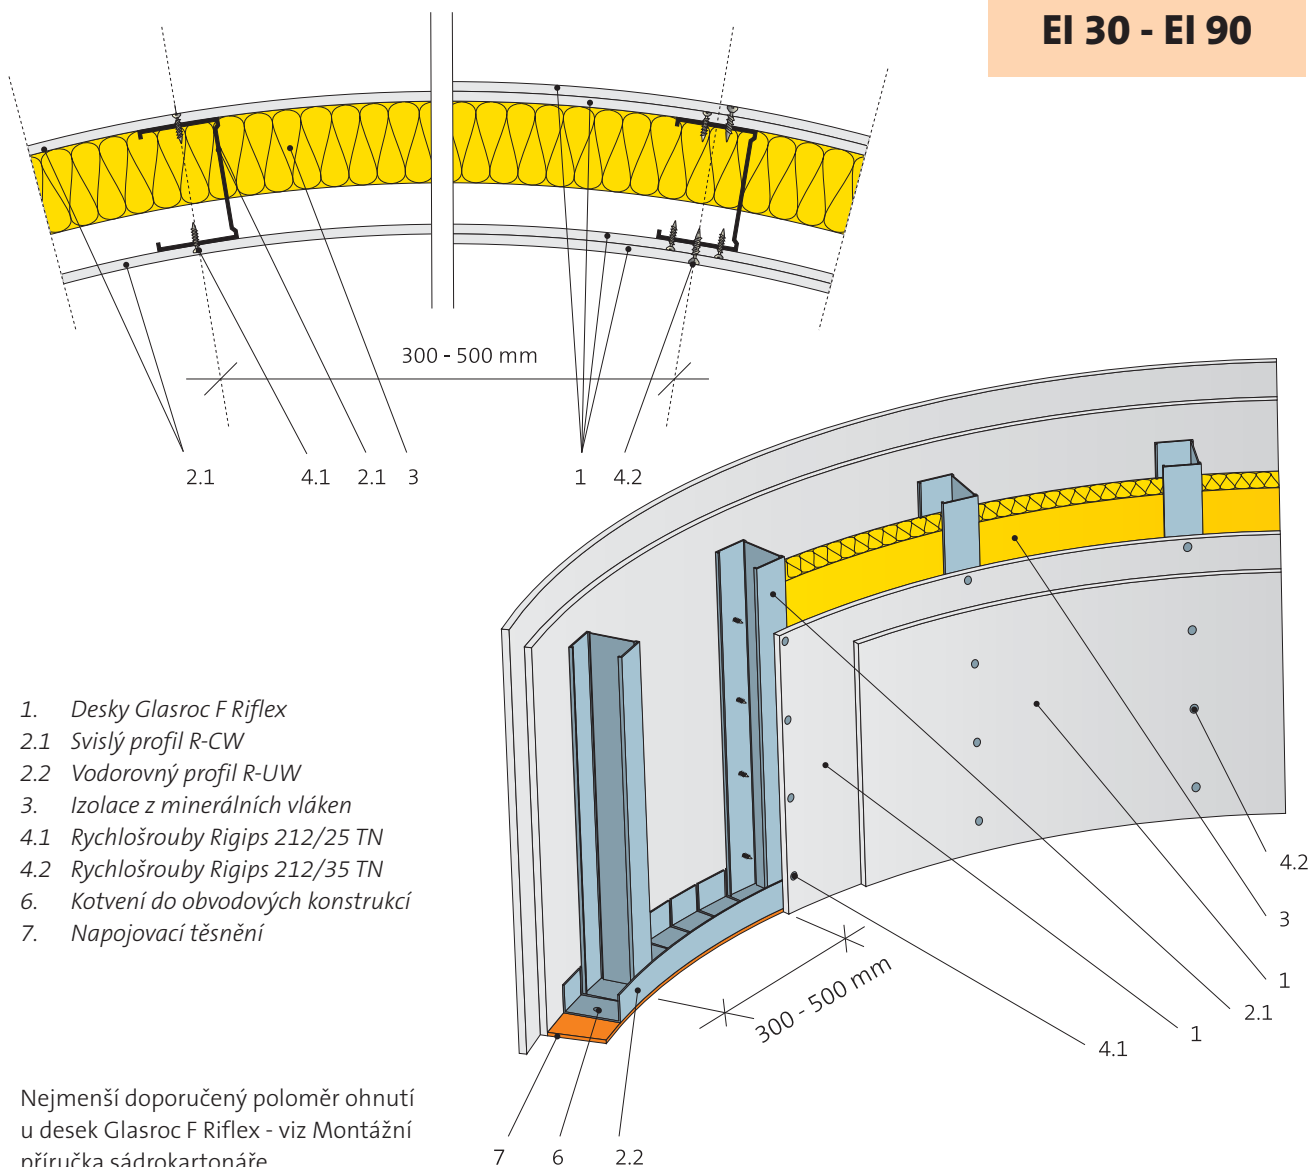 EI 30 - EI 90
300 - 500 mm
2.1 4.1 2.1 3 1 4.2
1. Desky Glasroc F Riflex
2.1 Svislý profil R-CW
2.2 Vodorovný profil R-UW
3. Izolace z minerálních vláken
4.1 Rychlošrouby Rigips 212/25 TN
4.2 Rychlošrouby Rigips 212/35 TN
6. Kotvení do obvodových konstrukcí
7. Napojovací těsnění
4.2
3
1
2.1
1
4.1
300 - 500 mm
7 6 2.2
Nejmenší doporučený poloměr ohnutí
u desek Glasroc F Riflex - viz Montážní
příručka sádrokartonáře